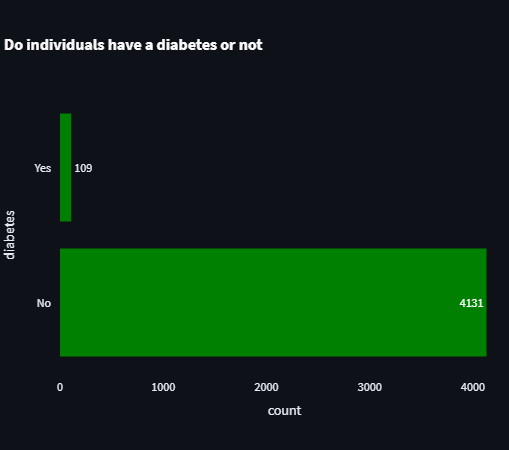 Do individuals have a diabetes or not
Yes
109
diabetes
No
4131
0 1000 2000 3000 4000
count